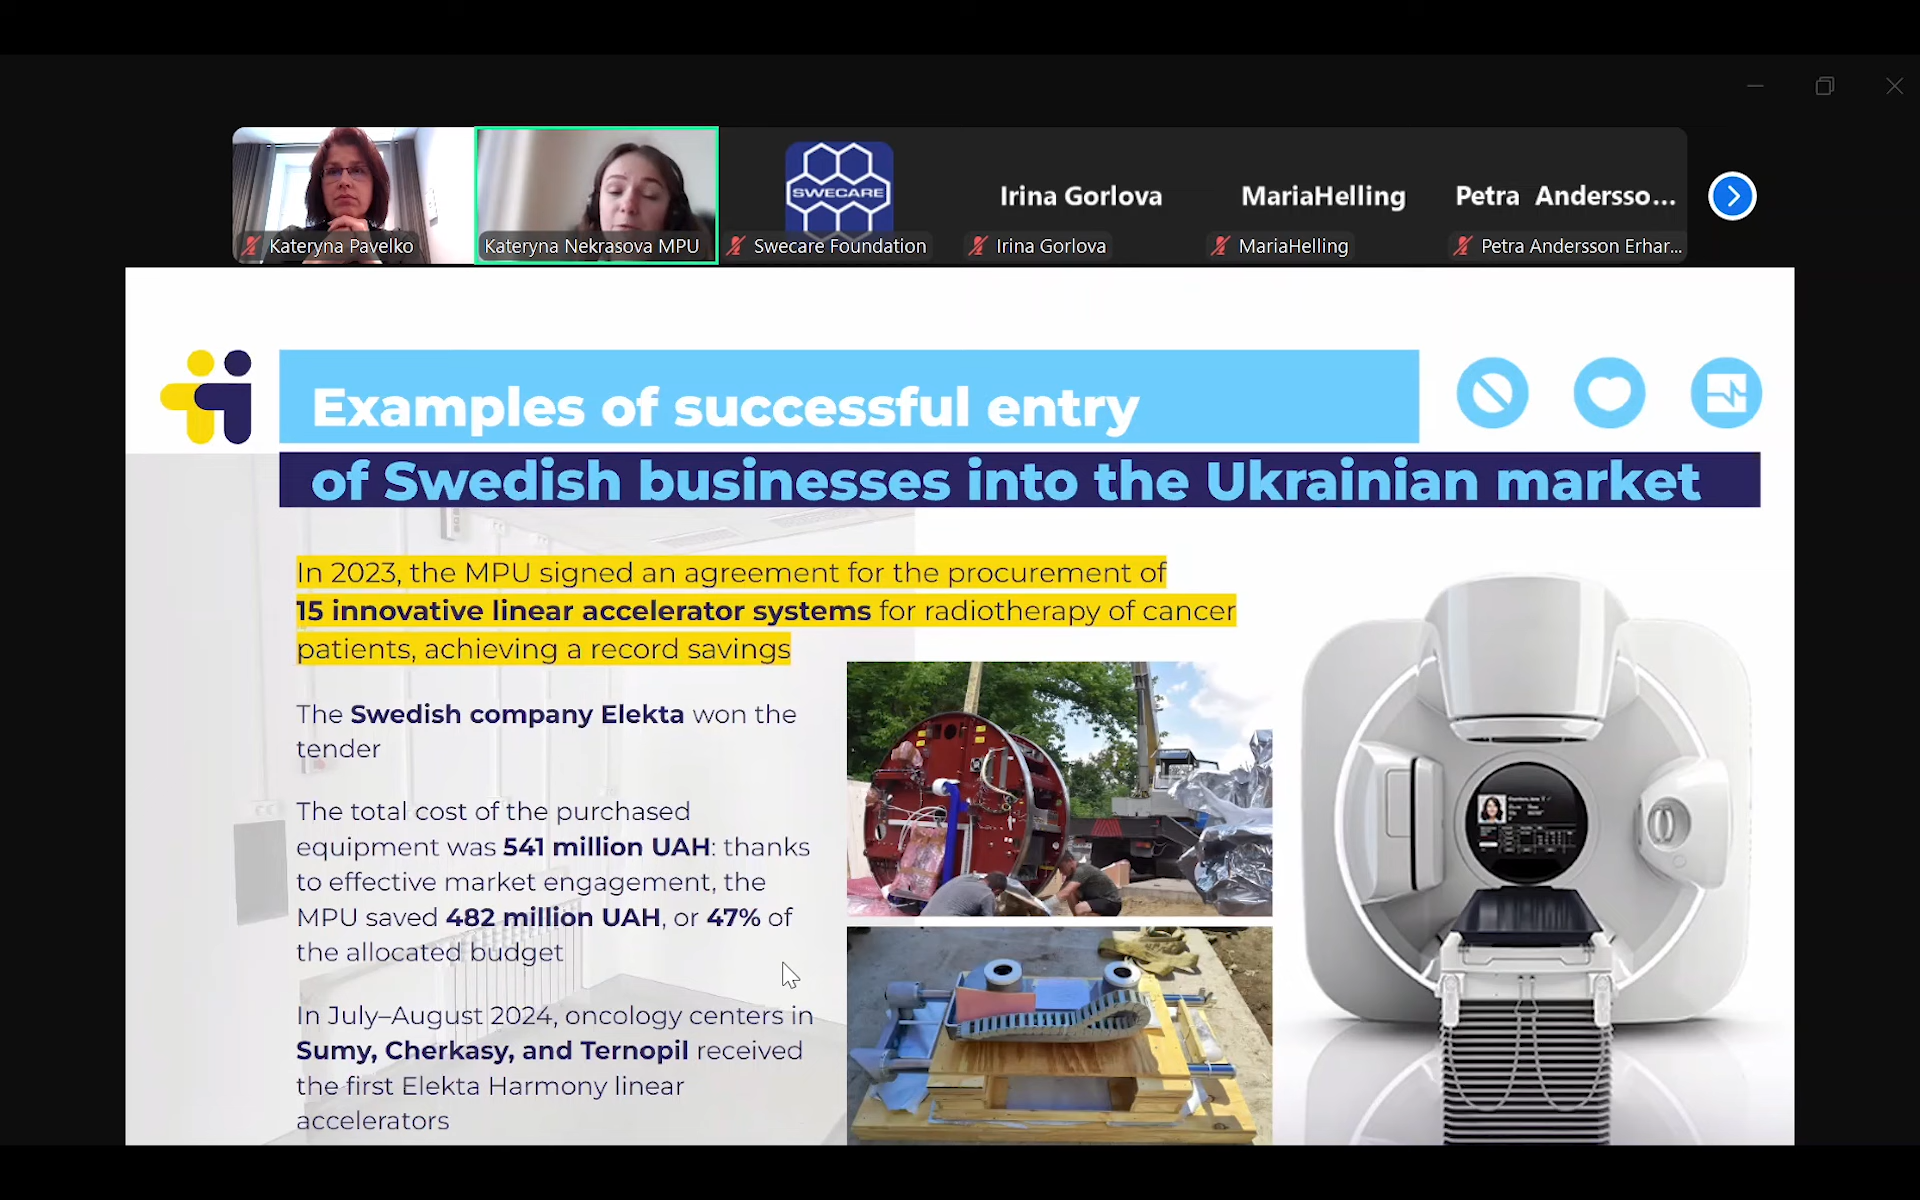 SWECARE
Irina Gorlova
MariaHelling
Petra Andersso...
Kateryna Pavelko
Kateryna Nekrasova MPU
Swecare Foundation
Irina Gorlova
MariaHelling
Petra Andersson Erhar...
Examples of successful entry
of Swedish businesses into the Ukrainian market
In 2023, the MPU signed an agreement for the procurement of
15 innovative linear accelerator systems for radiotherapy of cancer
patients, achieving a record savings
The Swedish company Elekta won the
tender
The total cost of the purchased
equipment was 541 million UAH: thanks
to effective market engagement, the
MPU saved 482 million UAH, or 47% of
the allocated budget
In July–August 2024, oncology centers in
Sumy, Cherkasy, and Ternopil received
the first Elekta Harmony linear
accelerators